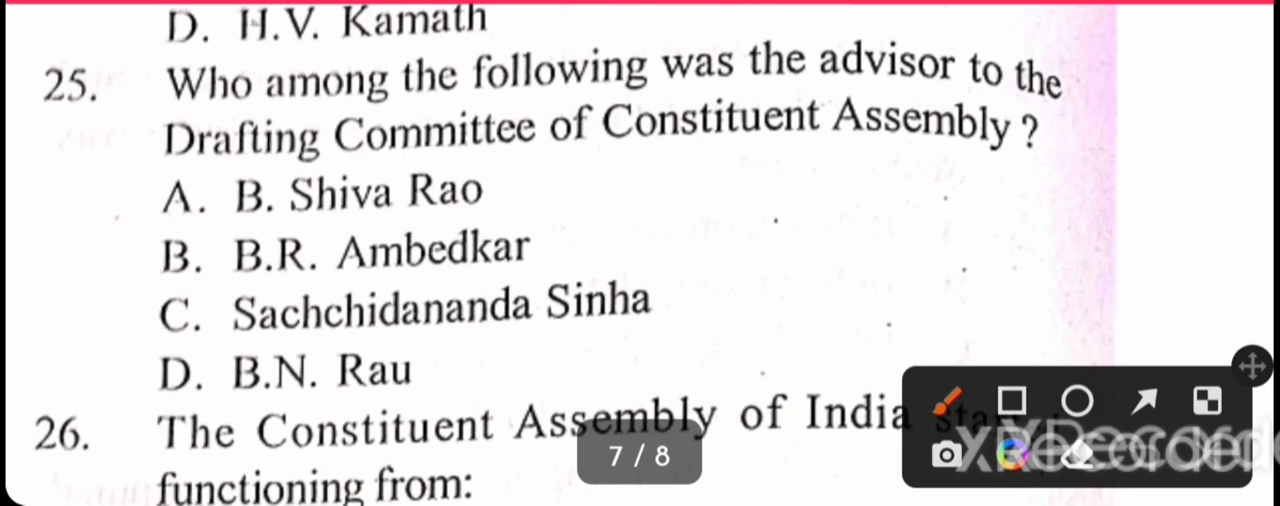 D. H.V. Kamath
25. Who among the following was the advisor to the
Drafting Committee of Constituent Assembly ?
A. B. Shiva Rao
B. B.R. Ambedkar
C. Sachchidananda Sinha
D. B.N. Rau
26. The Constituent Assembly of India
7 / 8
functioning from: